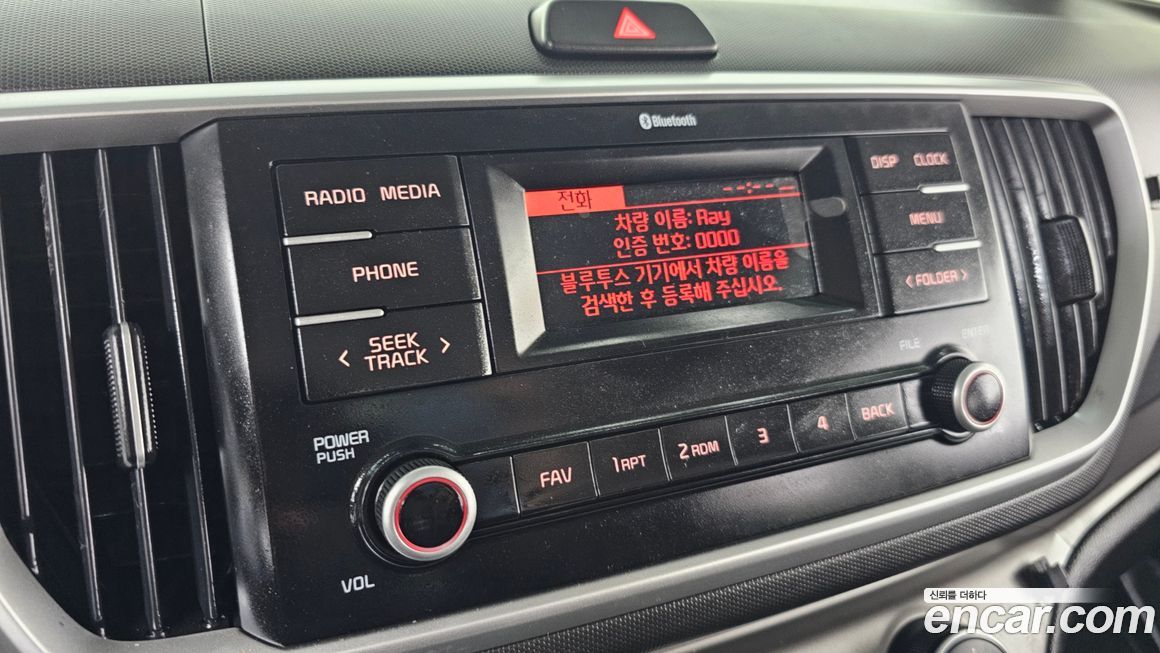 Bluetooth
RADIO MEDIA
PHONE
< SEEK TRACK >
전화
--:--
차량 이름: Ray
인증 번호: 0000
블루투스 기기에서 차량 이름을
검색한 후 등록해 주십시오.
DISP CLOCK
MENU
< FOLDER >
FILE ENTER
POWER
PUSH
VOL
FAV
1 RPT
2 RDM
3
4
BACK
신뢰를 더하다
encar.com